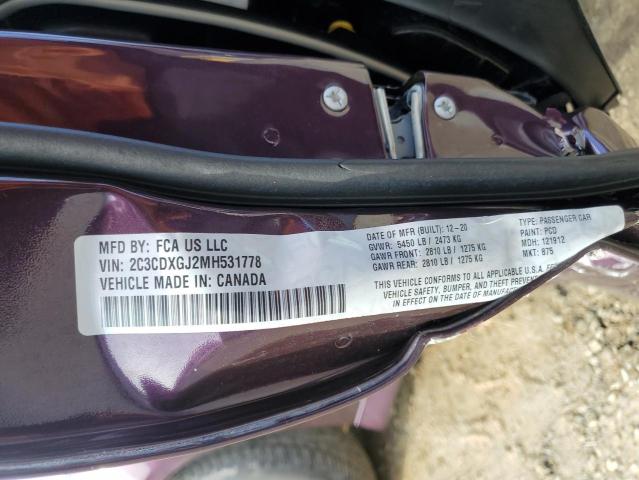 MFD BY: FCA US LLC
VIN: 2C3CDXGJ2MH531778
VEHICLE MADE IN: CANADA
DATE OF MFR (BUILT): 12-20
GVWR: 5450 LB / 2473 KG
GAWR FRONT: 2810 LB / 1275 KG
GAWR REAR: 2810 LB / 1275 KG
TYPE: PASSENGER CAR
PAINT: PCD
MDH: 121912
MKT: 875
THIS VEHICLE CONFORMS TO ALL APPLICABLE U.S.A. FE
VEHICLE SAFETY, BUMPER, AND THEFT PREVENT
IN EFFECT ON THE DATE OF MANUFAC